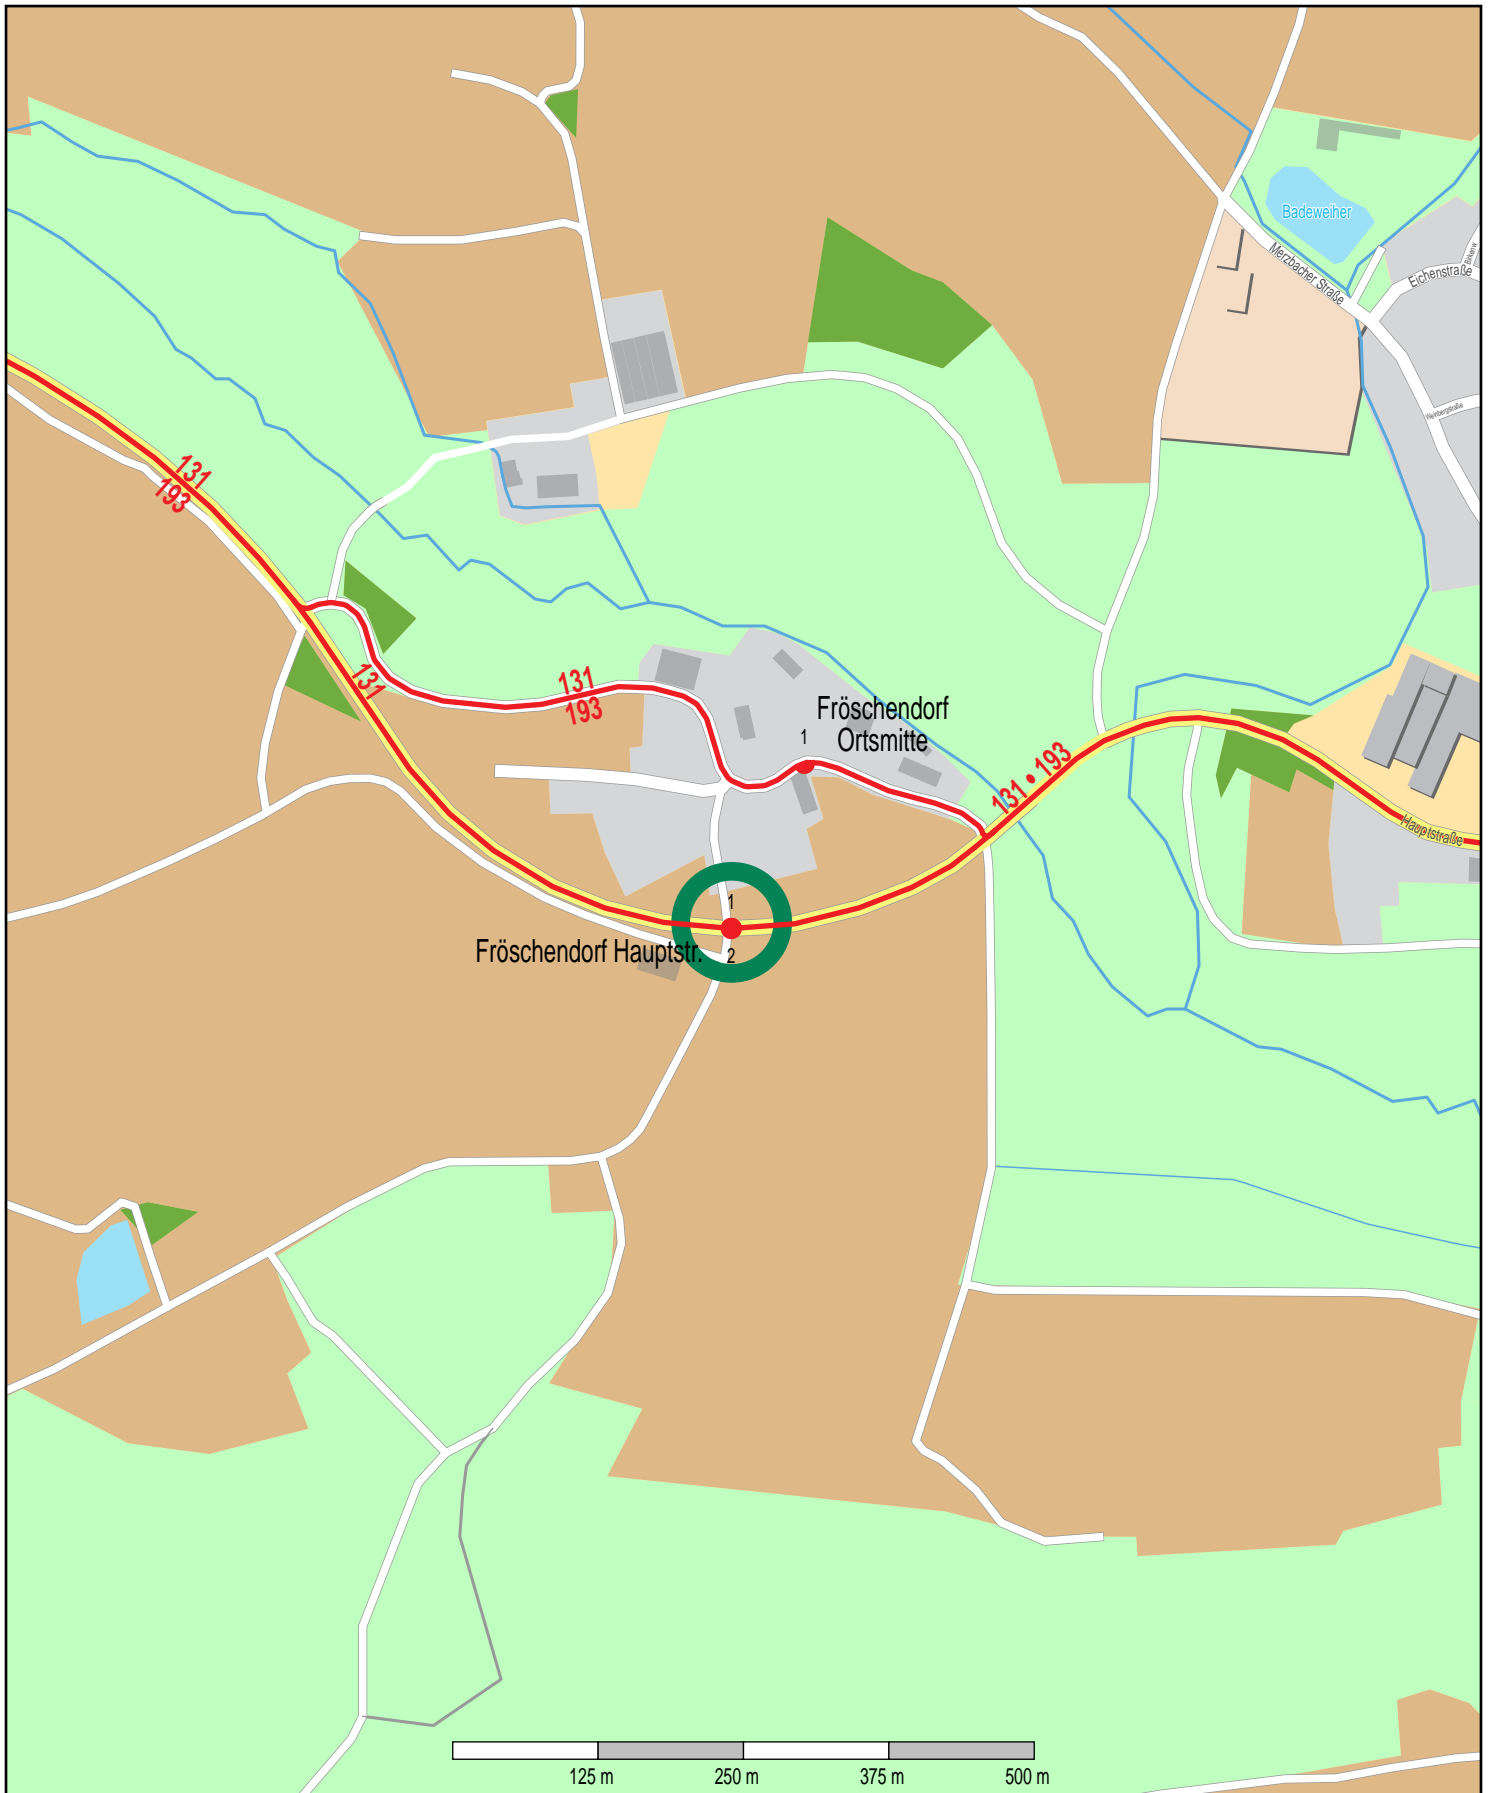 Badeweiher
Merzbacher Straße
Eichenstraße
Weinbergstraße
131
193
131
131
193
Fröschendorf
Ortsmitte
1
131 • 193
Hauptstraße
1
Fröschendorf Hauptstr.
2
125 m
250 m
375 m
500 m